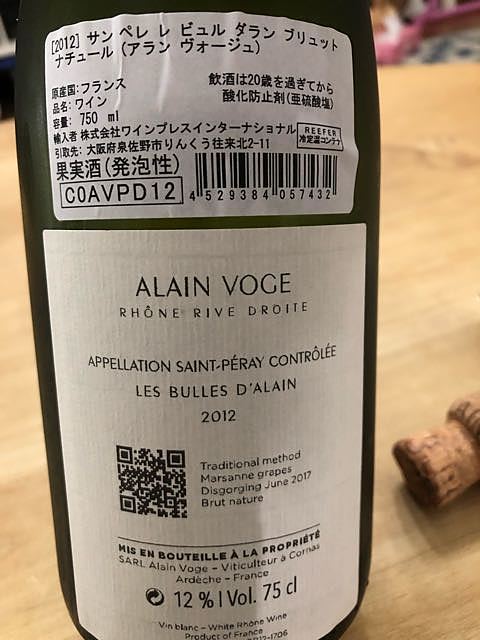 [2012] サン ペレ レ ビュル ダラン ブリュット
ナチュール (アラン ヴォージュ)
原産国:フランス 飲酒は20歳を過ぎてから
品名:ワイン 酸化防止剤(亜硫酸塩)
容量: 750 ml
輸入者 株式会社ワインプレスインターナショナル REEFER
引取先:大阪府泉佐野市りんくう往来北2-11 冷定温コンテナ
果実酒(発泡性)
COAVPD12 4 529384 057432
ALAIN VOGE
RHÔNE RIVE DROITE
APPELLATION SAINT-PÉRAY CONTRÔLÉE
LES BULLES D'ALAIN
2012
Traditional method
Marsanne grapes
Disgorging June 2017
Brut nature
MIS EN BOUTEILLE À LA PROPRIÉTÉ
SARL Alain Voge – Viticulteur à Cornas
Ardèche – France
12 % | Vol. 75 cl
Vin blanc – White Rhône Wine
Product of France